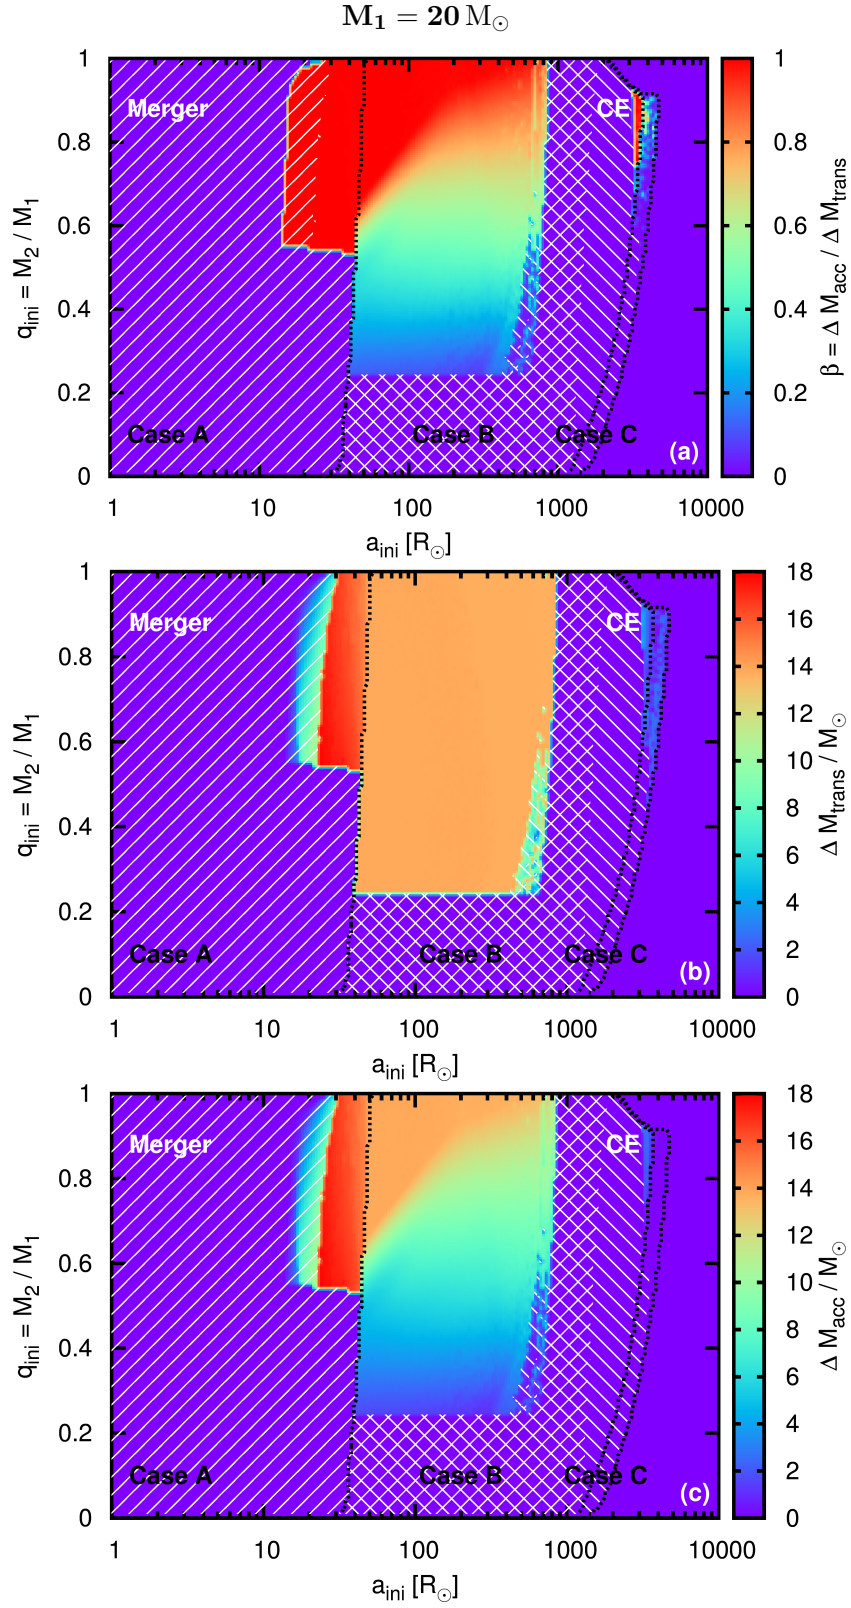 M₁ = 20 M⊙
1
0.8
0.6
0.4
0.2
0
q_ini = M₂ / M₁
Merger
CE
Case A
Case B
Case C
(a)
1
10
100
1000
10000
a_ini [R⊙]
1
0.8
0.6
0.4
0.2
0
β = Δ M_acc / Δ M_trans
1
0.8
0.6
0.4
0.2
0
q_ini = M₂ / M₁
Merger
CE
Case A
Case B
Case C
(b)
1
10
100
1000
10000
a_ini [R⊙]
18
16
14
12
10
8
6
4
2
0
Δ M_trans / M⊙
1
0.8
0.6
0.4
0.2
0
q_ini = M₂ / M₁
Merger
CE
Case A
Case B
Case C
(c)
1
10
100
1000
10000
a_ini [R⊙]
18
16
14
12
10
8
6
4
2
0
Δ M_acc / M⊙